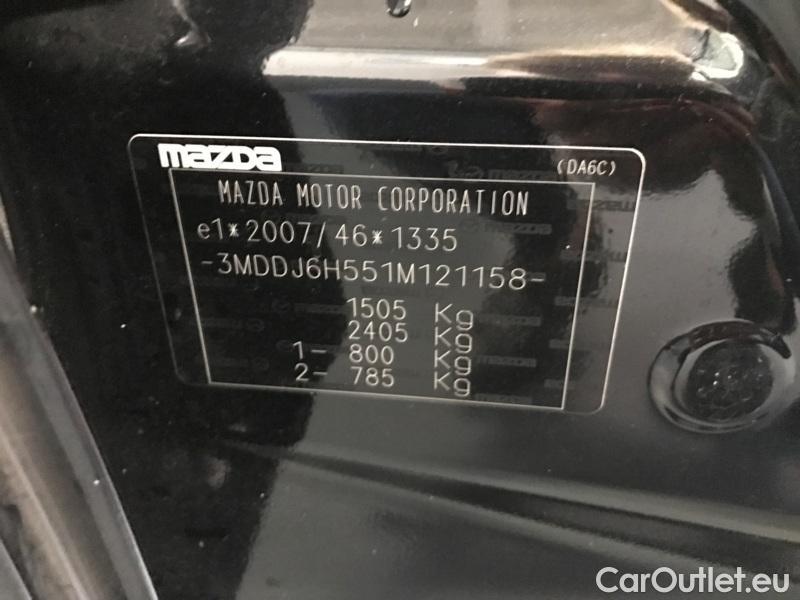 mazda
(DA6C)
MAZDA MOTOR CORPORATION
e1*2007/46*1335
-3MDDJ6H551M121158-
1505 Kg
2405 Kg
1- 800 Kg
2- 785 Kg
CarOutlet.eu